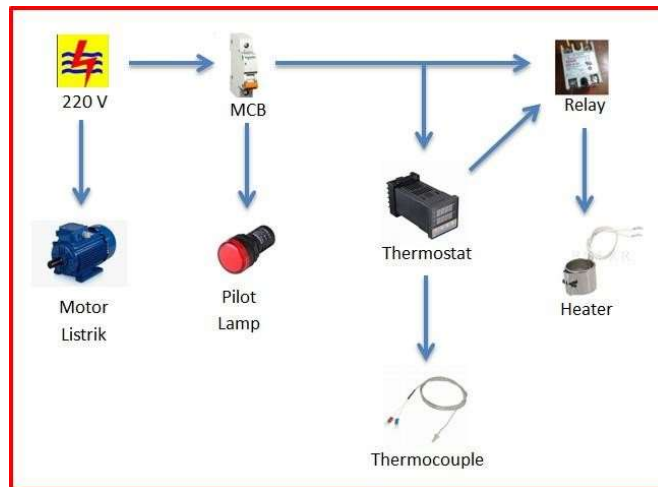 220 V
MCB
Relay
Thermostat
Motor
Listrik
Pilot
Lamp
Heater
Thermocouple